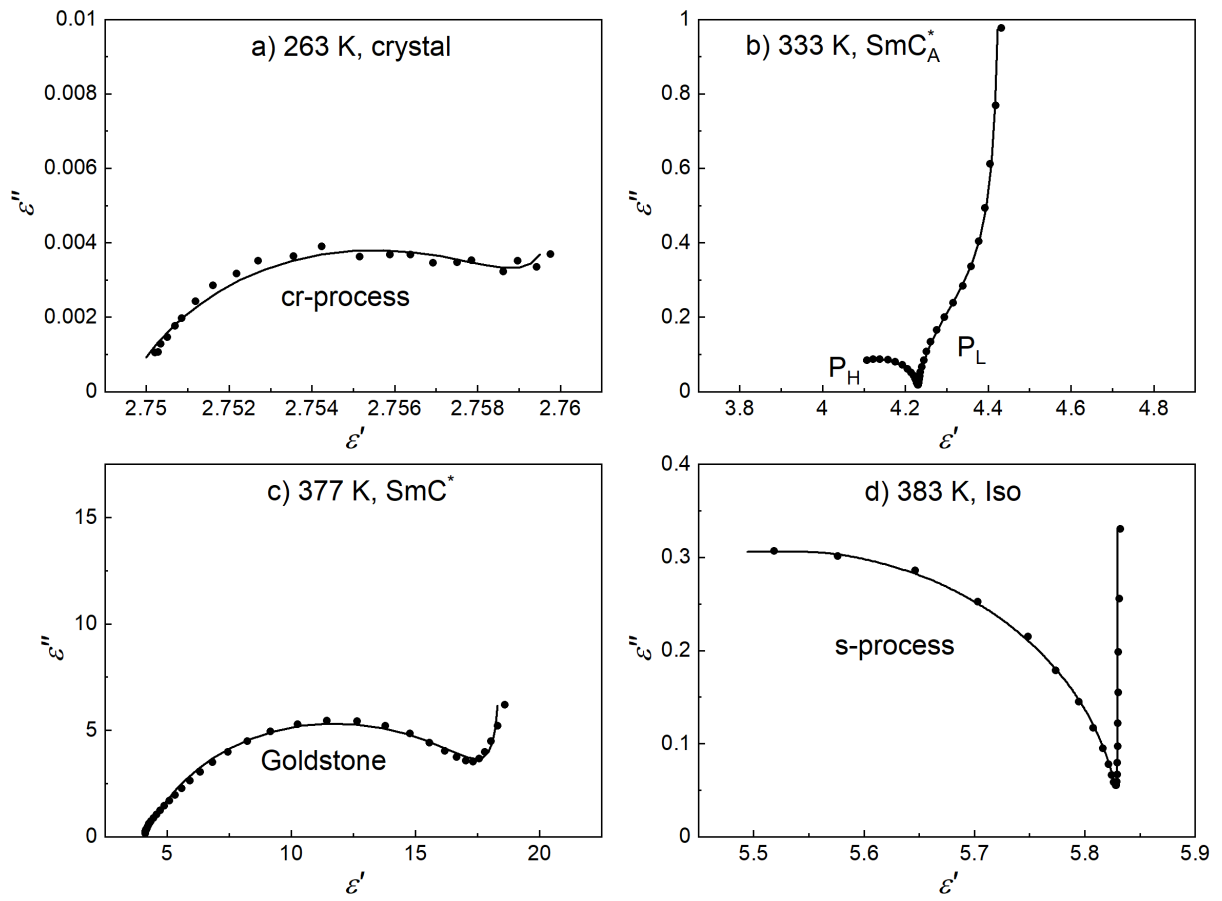 a) 263 K, crystal
ε''
0.01
0.008
0.006
0.004
0.002
0
cr-process
2.75 2.752 2.754 2.756 2.758 2.76
ε'
b) 333 K, SmC*A
ε''
1
0.8
0.6
0.4
0.2
0
PH
PL
3.8 4 4.2 4.4 4.6 4.8
ε'
c) 377 K, SmC*
ε''
15
10
5
0
Goldstone
5 10 15 20
ε'
d) 383 K, Iso
ε''
0.4
0.3
0.2
0.1
0
s-process
5.5 5.6 5.7 5.8 5.9
ε'